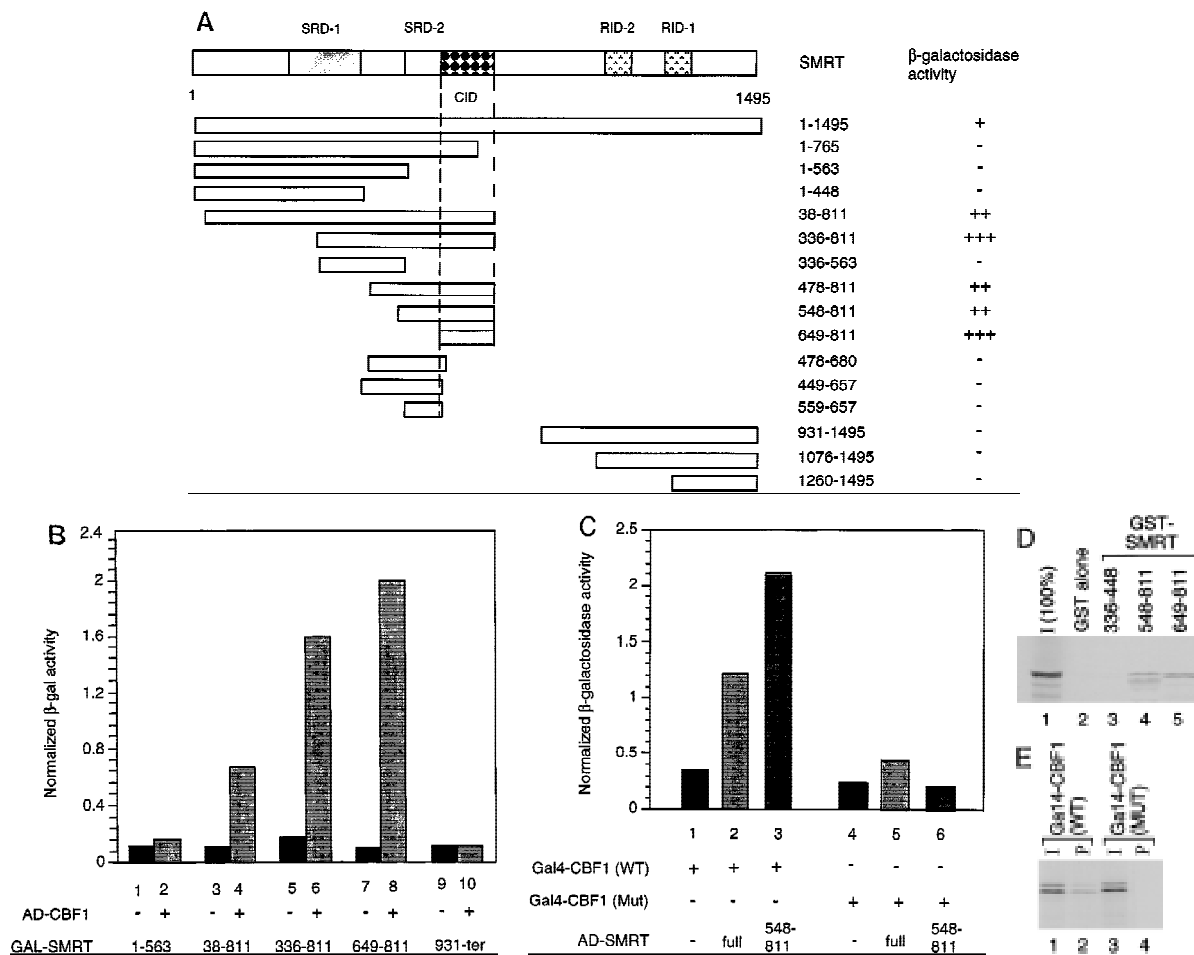 A
SRD-1 SRD-2 RID-2 RID-1
SMRT β-galactosidase activity
1 CID 1495
1-1495 +
1-765 -
1-563 -
1-448 -
38-811 ++
336-811 +++
336-563 -
478-811 ++
548-811 ++
649-811 +++
478-680 -
449-657 -
559-657 -
931-1495 -
1076-1495 -
1260-1495 -
B
Normalized β-gal activity
2.4
2
1.6
1.2
0.8
0.4
0
1 2 3 4 5 6 7 8 9 10
AD-CBF1 - + - + - + - + - +
GAL-SMRT 1-563 38-811 336-811 649-811 931-ter
C
Normalized β-galactosidase activity
2.5
2
1.5
1
0.5
0
1 2 3 4 5 6
Gal4-CBF1 (WT) + + + - - -
Gal4-CBF1 (Mut) - - - + + +
AD-SMRT - full 548-811 - full 548-811
D
GST-SMRT
I (100%) GST alone 336-448 548-811 649-811
1 2 3 4 5
E
Gal4-CBF1 (WT) Gal4-CBF1 (MUT)
I P I P
1 2 3 4